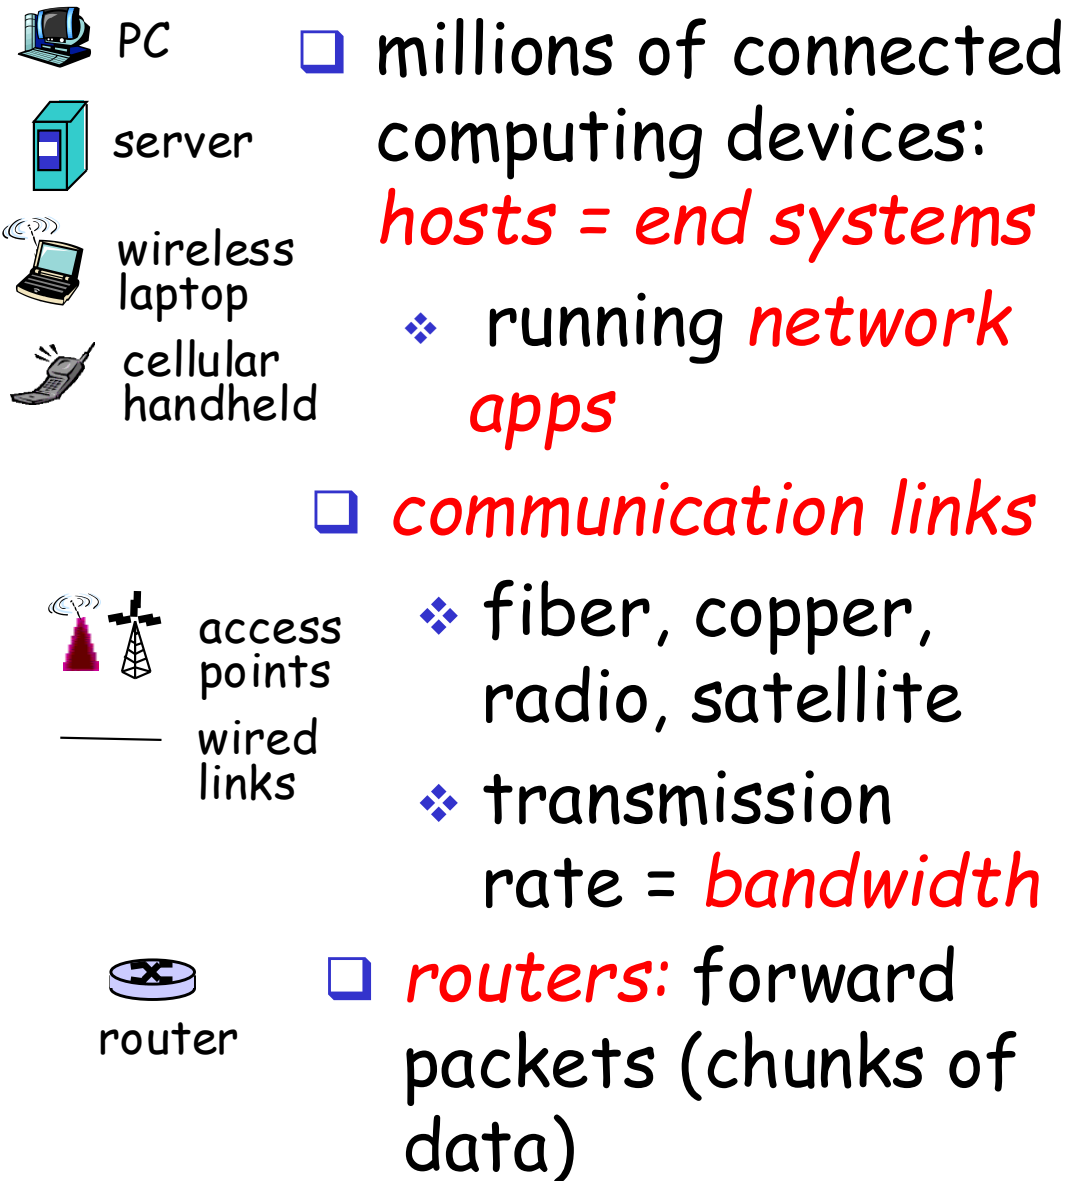 PC
server
wireless
laptop
cellular
handheld
millions of connected
computing devices:
hosts = end systems
running network
apps
communication links
access
points
wired
links
fiber, copper,
radio, satellite
transmission
rate = bandwidth
router
routers: forward
packets (chunks of
data)